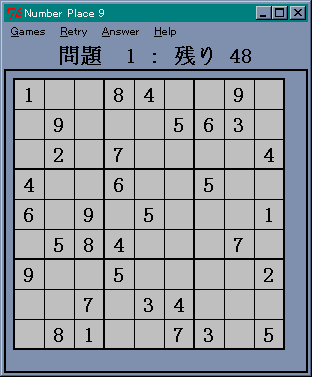 Number Place 9
Games Retry Answer Help
問題 1 : 残り 48
1 8 4 9
9 5 6 3
2 7 4
4 6 5
6 9 5 1
5 8 4 7
9 5 2
7 3 4
8 1 7 3 5